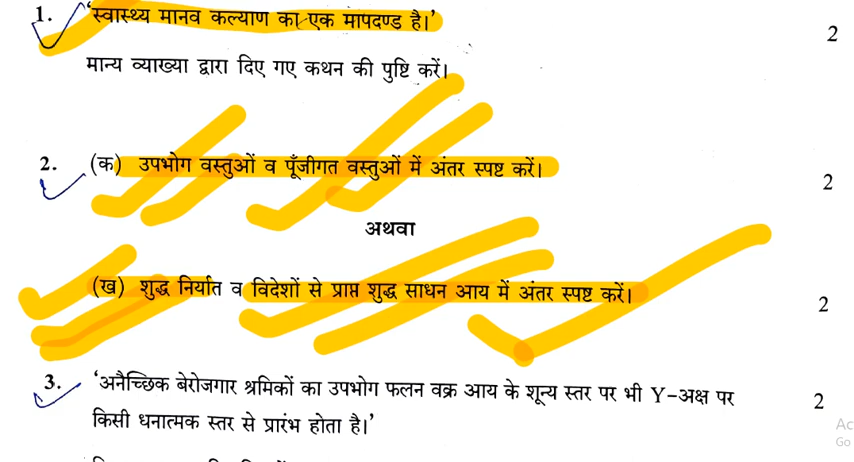 1. ‘स्वास्थ्य मानव कल्याण का एक मापदण्ड है।’ 2
मान्य व्याख्या द्वारा दिए गए कथन की पुष्टि करें।
2. (क) उपभोग वस्तुओं व पूँजीगत वस्तुओं में अंतर स्पष्ट करें। 2
अथवा
(ख) शुद्ध निर्यात व विदेशों से प्राप्त शुद्ध साधन आय में अंतर स्पष्ट करें। 2
3. ‘अनैच्छिक बेरोजगार श्रमिकों का उपभोग फलन वक्र आय के शून्य स्तर पर भी Y-अक्ष पर 2
किसी धनात्मक स्तर से प्रारंभ होता है।’
Ac
Go